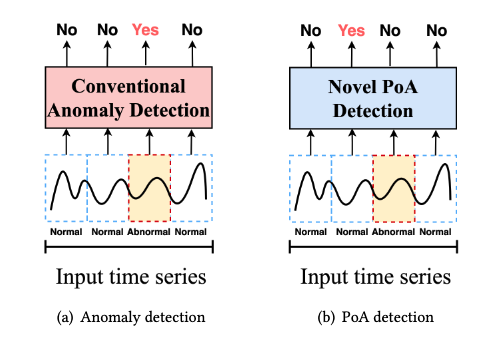 No No Yes No
Conventional
Anomaly Detection
Normal Normal Abnormal Normal
Input time series
(a) Anomaly detection
No Yes No No
Novel PoA
Detection
Normal Normal Abnormal Normal
Input time series
(b) PoA detection